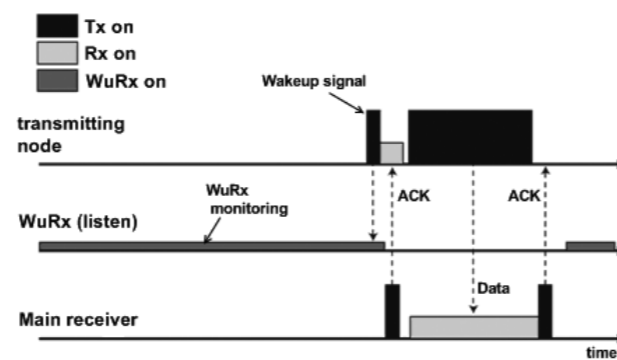 Tx on
Rx on
WuRx on
Wakeup signal
transmitting
node
ACK
ACK
WuRx
monitoring
WuRx (listen)
Data
Main receiver
time